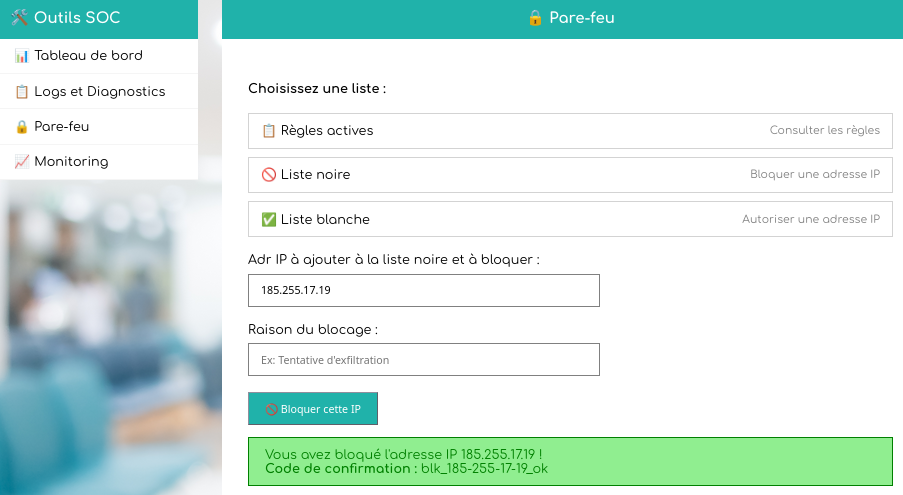 🛠️ Outils SOC
🔒 Pare-feu
📊 Tableau de bord
📋 Logs et Diagnostics
🔒 Pare-feu
📈 Monitoring
Choisissez une liste :
📋 Règles actives Consulter les règles
🚫 Liste noire Bloquer une adresse IP
✅ Liste blanche Autoriser une adresse IP
Adr IP à ajouter à la liste noire et à bloquer :
185.255.17.19
Raison du blocage :
Ex: Tentative d'exfiltration
🚫 Bloquer cette IP
Vous avez bloqué l'adresse IP 185.255.17.19 !
Code de confirmation : blk_185-255-17-19_ok